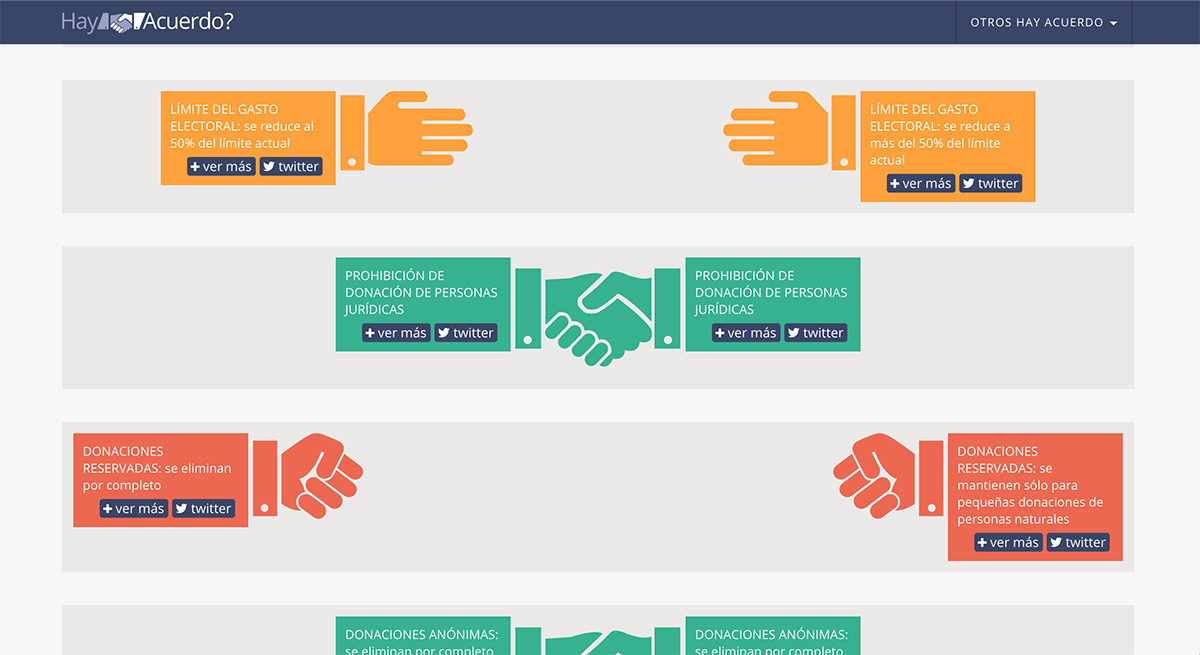 Hay Acuerdo?
OTROS HAY ACUERDO
LÍMITE DEL GASTO
ELECTORAL: se reduce al
50% del límite actual
ver más twitter
LÍMITE DEL GASTO
ELECTORAL: se reduce a
más del 50% del límite
actual
ver más twitter
PROHIBICIÓN DE
DONACIÓN DE PERSONAS
JURÍDICAS
ver más twitter
PROHIBICIÓN DE
DONACIÓN DE PERSONAS
JURÍDICAS
ver más twitter
DONACIONES
RESERVADAS: se eliminan
por completo
ver más twitter
DONACIONES
RESERVADAS: se
mantienen sólo para
pequeñas donaciones de
personas naturales
ver más twitter
DONACIONES ANÓNIMAS:
se eliminan por completo
DONACIONES ANÓNIMAS:
se eliminan por completo